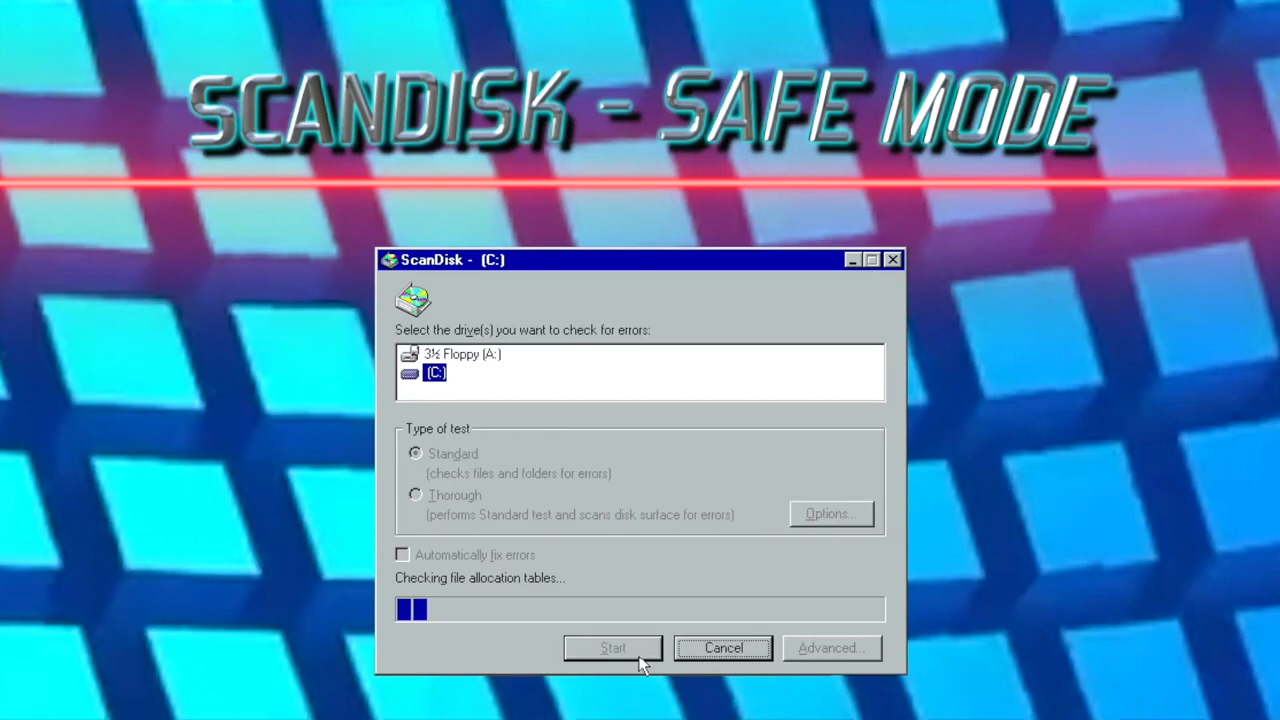 SCANDISK - SAFE MODE
ScanDisk - (C:)
Select the drive(s) you want to check for errors:
3½ Floppy (A:)
(C:)
Type of test
Standard
(checks files and folders for errors)
Thorough
(performs Standard test and scans disk surface for errors)
Options...
Automatically fix errors
Checking file allocation tables...
Start
Cancel
Advanced...